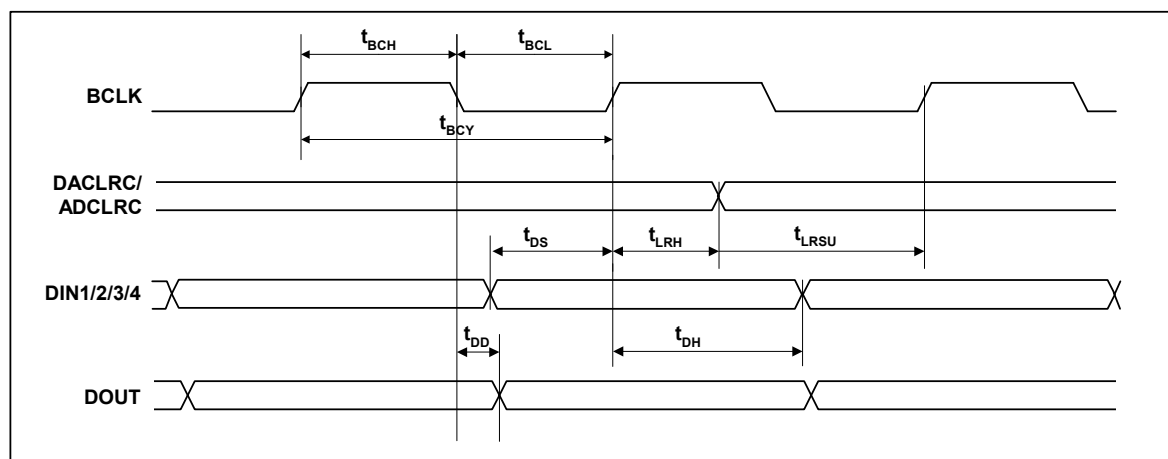 tBCH
tBCL
BCLK
tBCY
DACLRC/
ADCLRC
tDS
tLRH
tLRSU
DIN1/2/3/4
tDD
tDH
DOUT